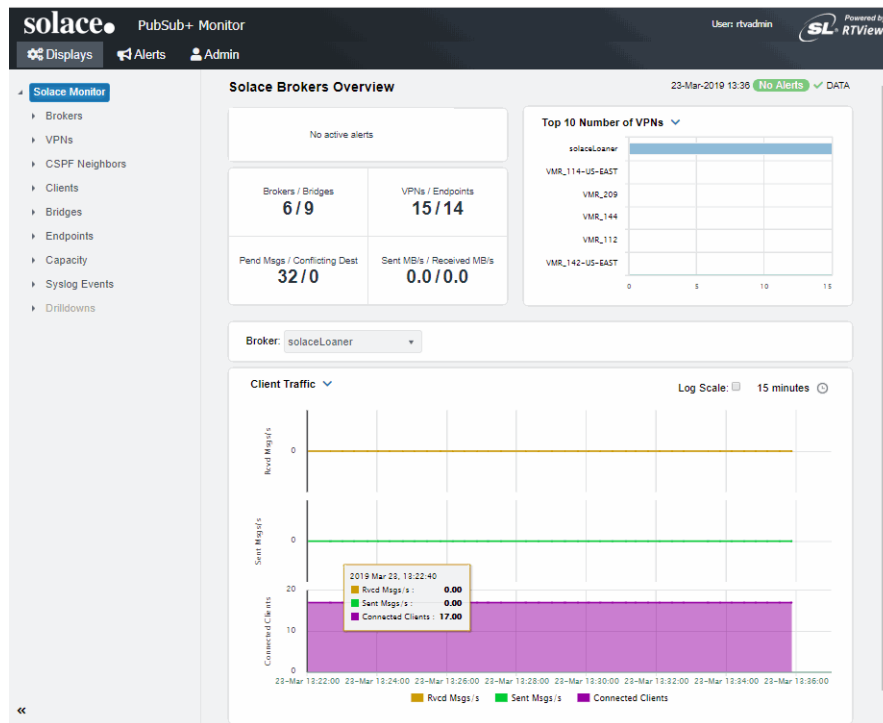 solace. PubSub+ Monitor
User: rtvadmin
SL Powered by RTView
Displays Alerts Admin
Solace Monitor
Brokers
VPNs
CSPF Neighbors
Clients
Bridges
Endpoints
Capacity
Syslog Events
Drilldowns
«
Solace Brokers Overview
23-Mar-2019 13:36 No Alerts DATA
No active alerts
Brokers / Bridges
6/9
VPNs / Endpoints
15/14
Pend Msgs / Conflicting Dest
32/0
Sent MB/s / Received MB/s
0.0/0.0
Top 10 Number of VPNs
solaceLoaner
VMR_114-US-EAST
VMR_209
VMR_144
VMR_112
VMR_142-US-EAST
0 5 10 15
Broker: solaceLoaner
Client Traffic
Log Scale: 15 minutes
Rcvd Msgs/s
0
Sent Msgs/s
0
2019 Mar 23, 13:22:40
Rvcd Msgs/s : 0.00
Sent Msgs/s : 0.00
Connected Clients : 17.00
Connected Clients
20
10
0
23-Mar 13:22:00 23-Mar 13:24:00 23-Mar 13:26:00 23-Mar 13:28:00 23-Mar 13:30:00 23-Mar 13:32:00 23-Mar 13:34:00 23-Mar 13:36:00
Rvcd Msgs/s Sent Msgs/s Connected Clients